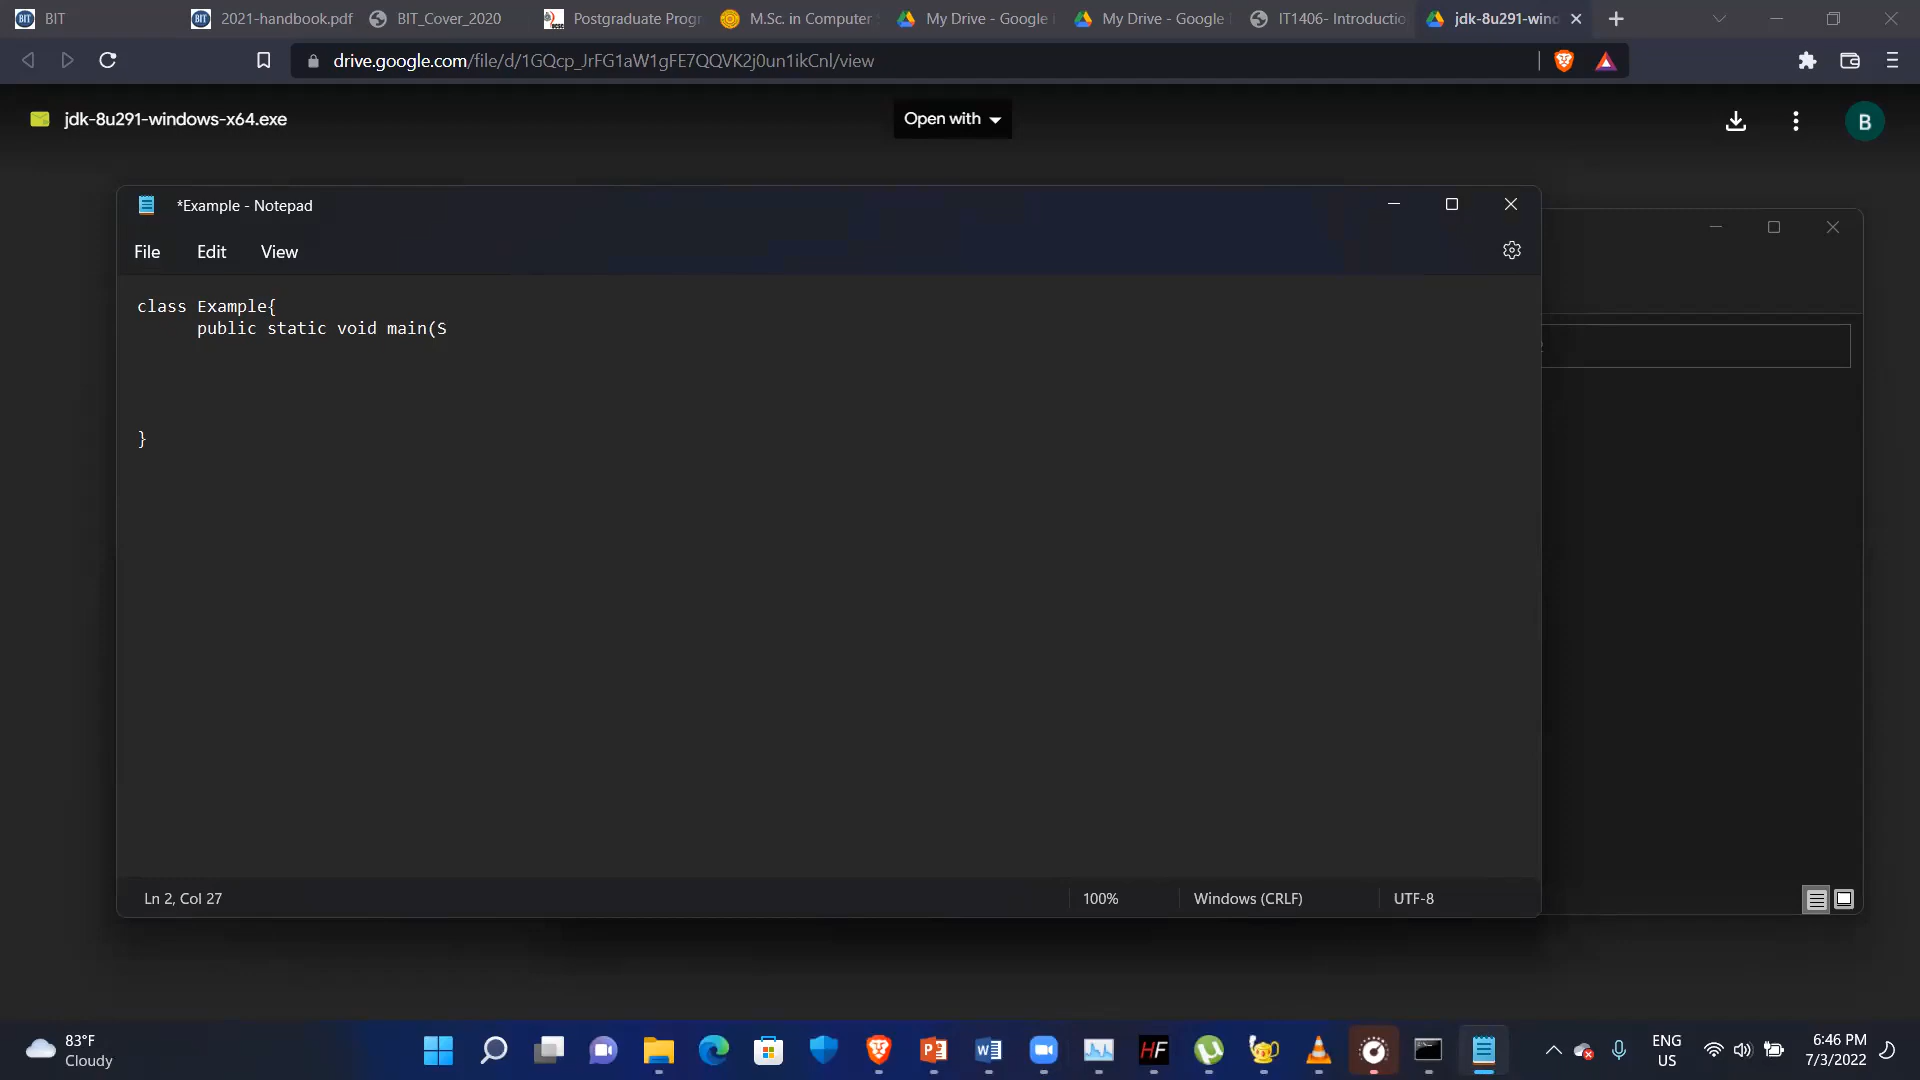 BIT
2021-handbook.pdf
BIT_Cover_2020
Postgraduate Progr
M.Sc. in Computer
My Drive - Google
My Drive - Google
IT1406- Introductio
jdk-8u291-wind
drive.google.com/file/d/1GQcp_JrFG1aW1gFE7QQVK2j0un1ikCnl/view
jdk-8u291-windows-x64.exe
Open with
B
*Example - Notepad
File Edit View
class Example{
public static void main(S
}
Ln 2, Col 27
100%
Windows (CRLF)
UTF-8
83°F
Cloudy
HF
ENG
US
6:46 PM
7/3/2022